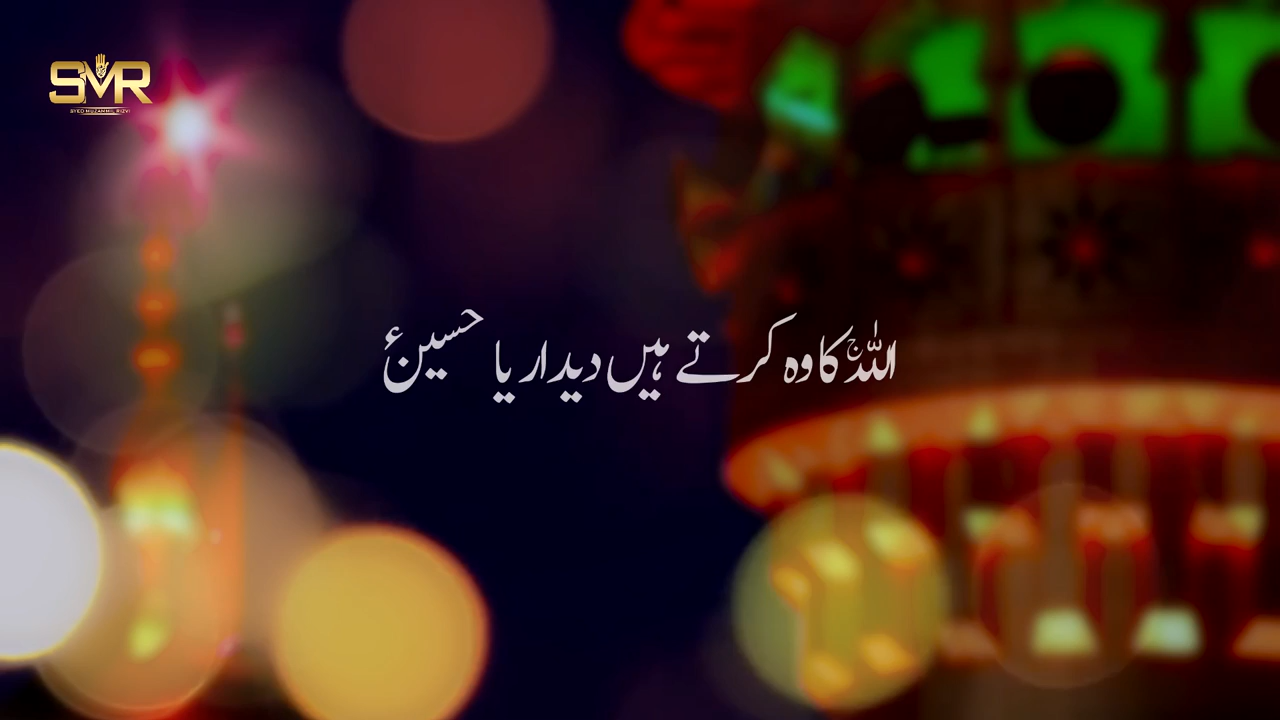 SMR
SYED MUZAMMIL RIZVI
اللہ ج کا وہ کرتے ہیں دیدار یا حسین ع